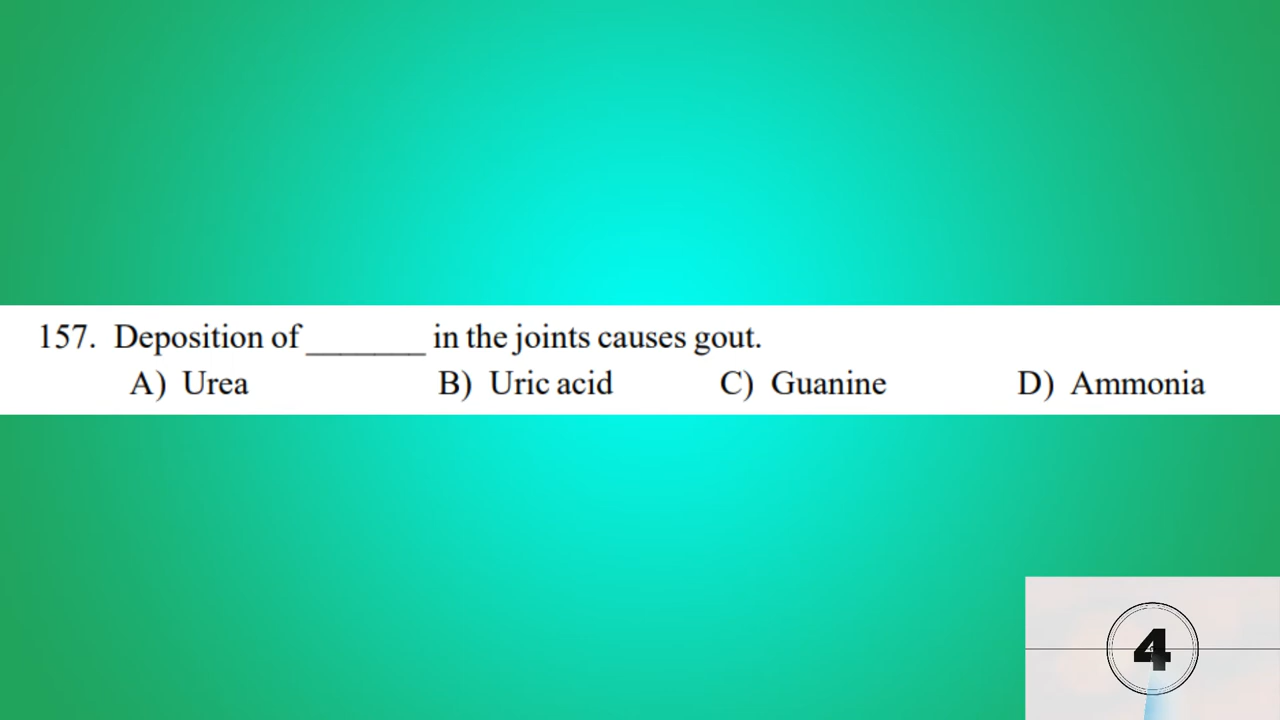 157. Deposition of _______ in the joints causes gout.
A) Urea B) Uric acid C) Guanine D) Ammonia
4